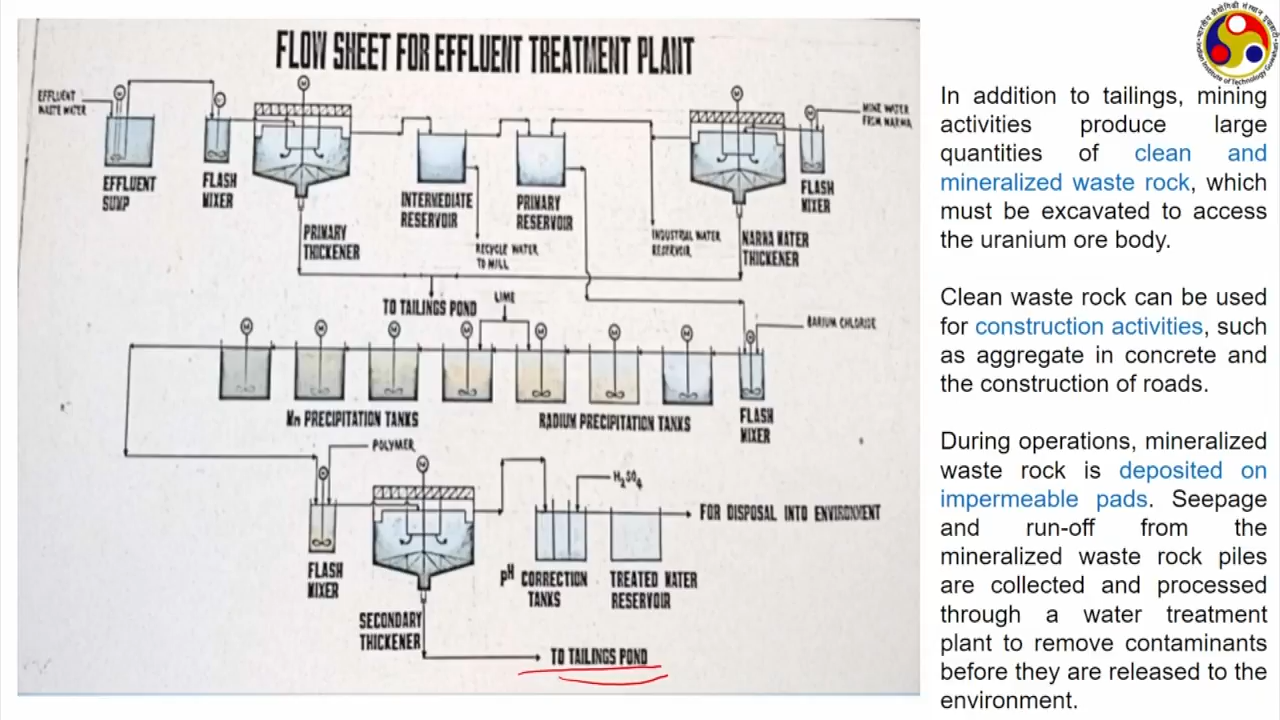 FLOW SHEET FOR EFFLUENT TREATMENT PLANT
EFFLUENT
WASTE WATER
EFFLUENT
SUMP
FLASH
MIXER
PRIMARY
THICKENER
INTERMEDIATE
RESERVOIR
RECYCLE WATER
TO MILL
PRIMARY
RESERVOIR
INDUSTRIAL WATER
RESERVOIR
NARWA WATER
THICKENER
FLASH
MIXER
MINE WATER
FROM NARWA
TO TAILINGS POND
LIME
BARIUM CHLORIDE
Mn PRECIPITATION TANKS
RADIUM PRECIPITATION TANKS
FLASH
MIXER
POLYMER
FLASH
MIXER
SECONDARY
THICKENER
H₂SO₄
pH CORRECTION
TANKS
TREATED WATER
RESERVOIR
FOR DISPOSAL INTO ENVIRONMENT
TO TAILINGS POND
In addition to tailings, mining
activities produce large
quantities of clean and
mineralized waste rock, which
must be excavated to access
the uranium ore body.
Clean waste rock can be used
for construction activities, such
as aggregate in concrete and
the construction of roads.
During operations, mineralized
waste rock is deposited on
impermeable pads. Seepage
and run-off from the
mineralized waste rock piles
are collected and processed
through a water treatment
plant to remove contaminants
before they are released to the
environment.
Indian Institute of Technology Guwahati